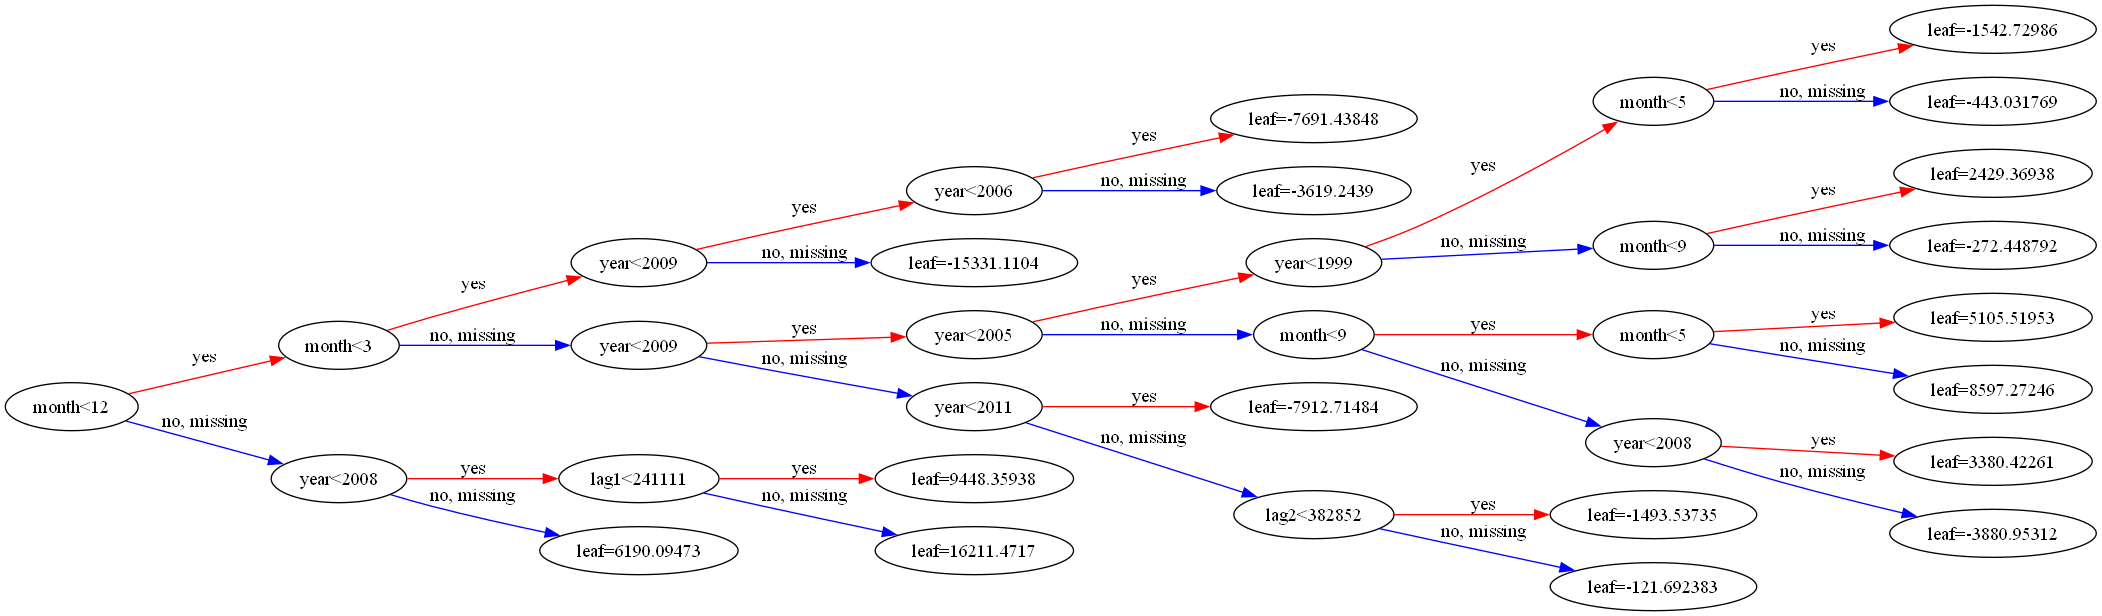 month<12
yes
no, missing
month<3
yes
no, missing
year<2008
yes
no, missing
year<2009
yes
no, missing
year<2009
yes
no, missing
lag1<241111
yes
no, missing
leaf=6190.09473
year<2006
yes
no, missing
leaf=-15331.1104
year<2005
yes
no, missing
year<2011
yes
no, missing
leaf=9448.35938
leaf=16211.4717
leaf=-7691.43848
leaf=-3619.2439
year<1999
yes
no, missing
month<9
yes
no, missing
leaf=-7912.71484
lag2<382852
yes
no, missing
month<5
yes
no, missing
month<9
yes
no, missing
month<5
yes
no, missing
year<2008
yes
no, missing
leaf=-1493.53735
leaf=-121.692383
leaf=-1542.72986
leaf=-443.031769
leaf=2429.36938
leaf=-272.448792
leaf=5105.51953
leaf=8597.27246
leaf=3380.42261
leaf=-3880.95312